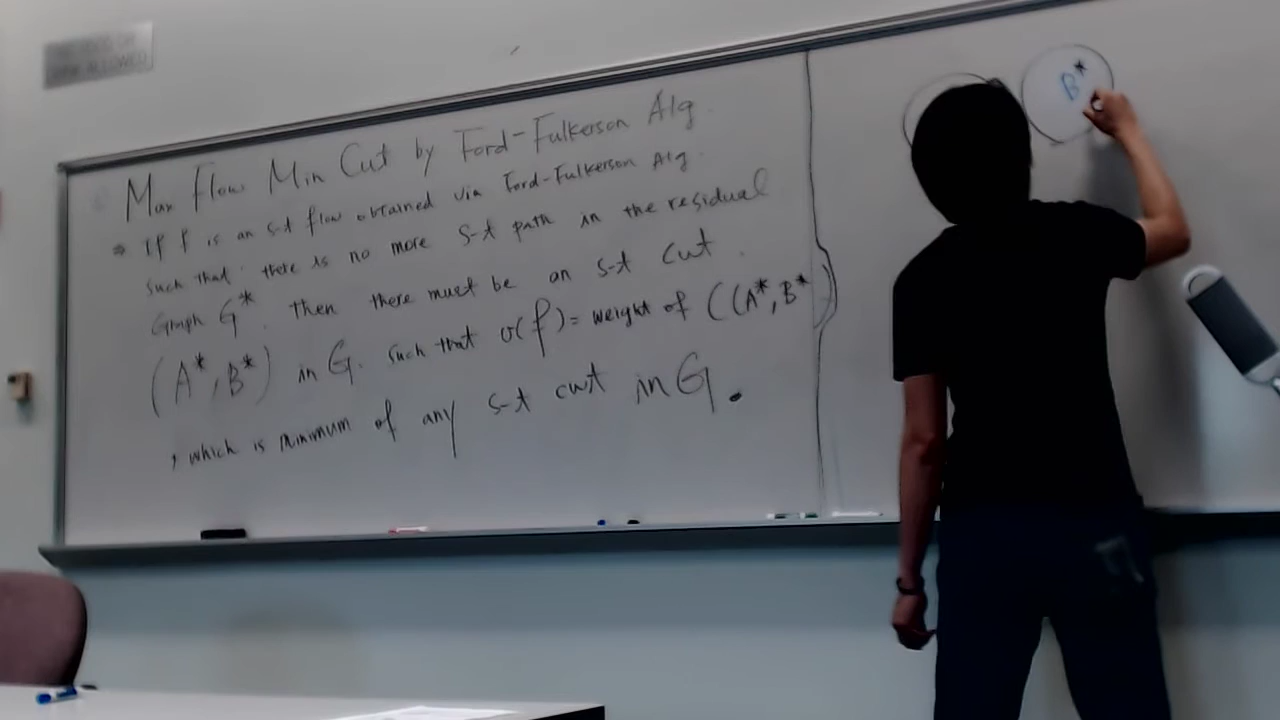 Max Flow Min Cut by Ford-Fulkerson Alg.
If f is an s-t flow obtained via Ford-Fulkerson Alg.
such that there is no more s-t path in the residual
Graph G*. Then there must be an s-t cut
(A*, B*) in G. such that v(f) = weight of ((A*, B*)
, which is minimum of any s-t cut in G.
B*